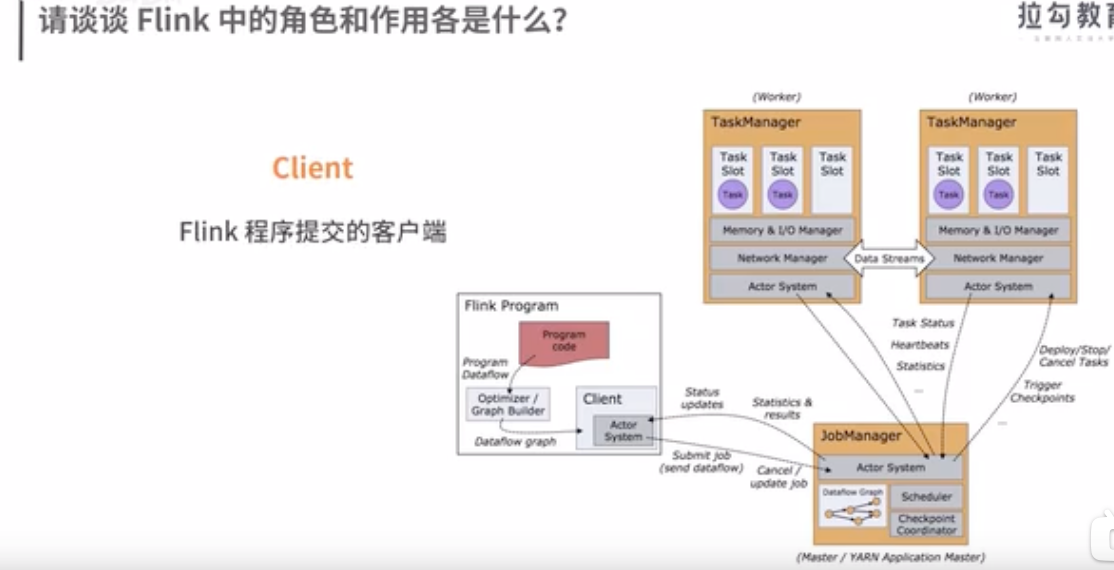 请谈谈 Flink 中的角色和作用各是什么？
拉勾教育
Client
Flink 程序提交的客户端
(Worker)
TaskManager
Task Slot
Task
Task Slot
Task
Task Slot
Memory & I/O Manager
Network Manager
Actor System
(Worker)
TaskManager
Task Slot
Task
Task Slot
Task
Task Slot
Memory & I/O Manager
Network Manager
Actor System
Data Streams
Flink Program
Program
code
Program
Dataflow
Optimizer /
Graph Builder
Dataflow graph
Client
Actor
System
Status
updates
Statistics &
results
Submit job
(send dataflow)
Cancel /
update job
Task Status
Heartbeats
Statistics
...
Deploy/Stop/
Cancel Tasks
Trigger
Checkpoints
...
JobManager
Actor System
Dataflow Graph
Scheduler
Checkpoint
Coordinator
(Master / YARN Application Master)